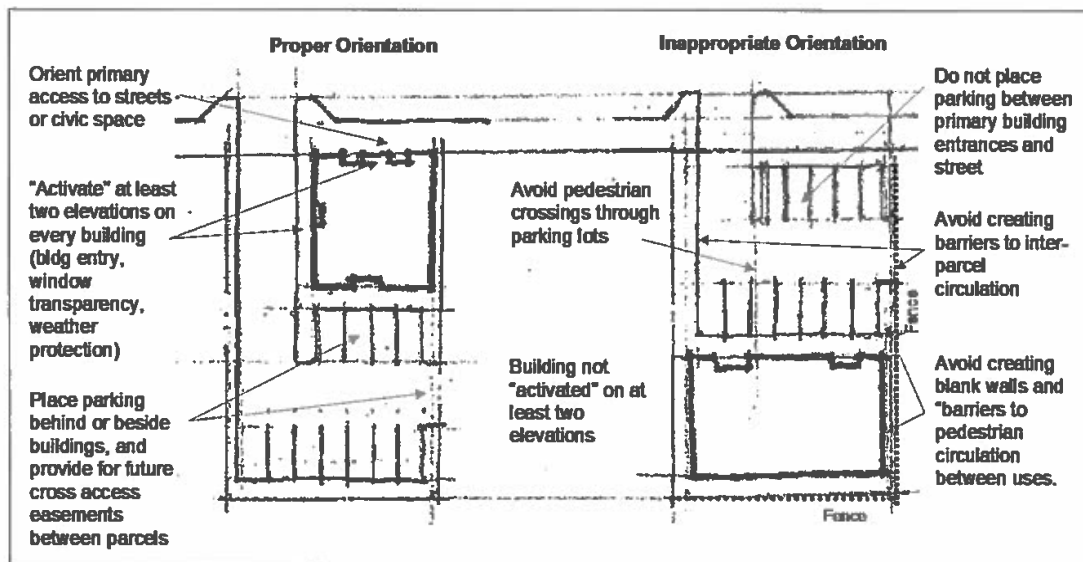 Proper Orientation
Orient primary
access to streets
or civic space
"Activate" at least
two elevations on
every building
(bldg entry,
window
transparency,
weather
protection)
Place parking
behind or beside
buildings, and
provide for future
cross access
easements
between parcels
Inappropriate Orientation
Avoid pedestrian
crossings through
parking lots
Building not
"activated" on at
least two
elevations
Do not place
parking between
primary building
entrances and
street
Avoid creating
barriers to inter-
parcel
circulation
Fence
Avoid creating
blank walls and
"barriers to
pedestrian
circulation
between uses.
Fence